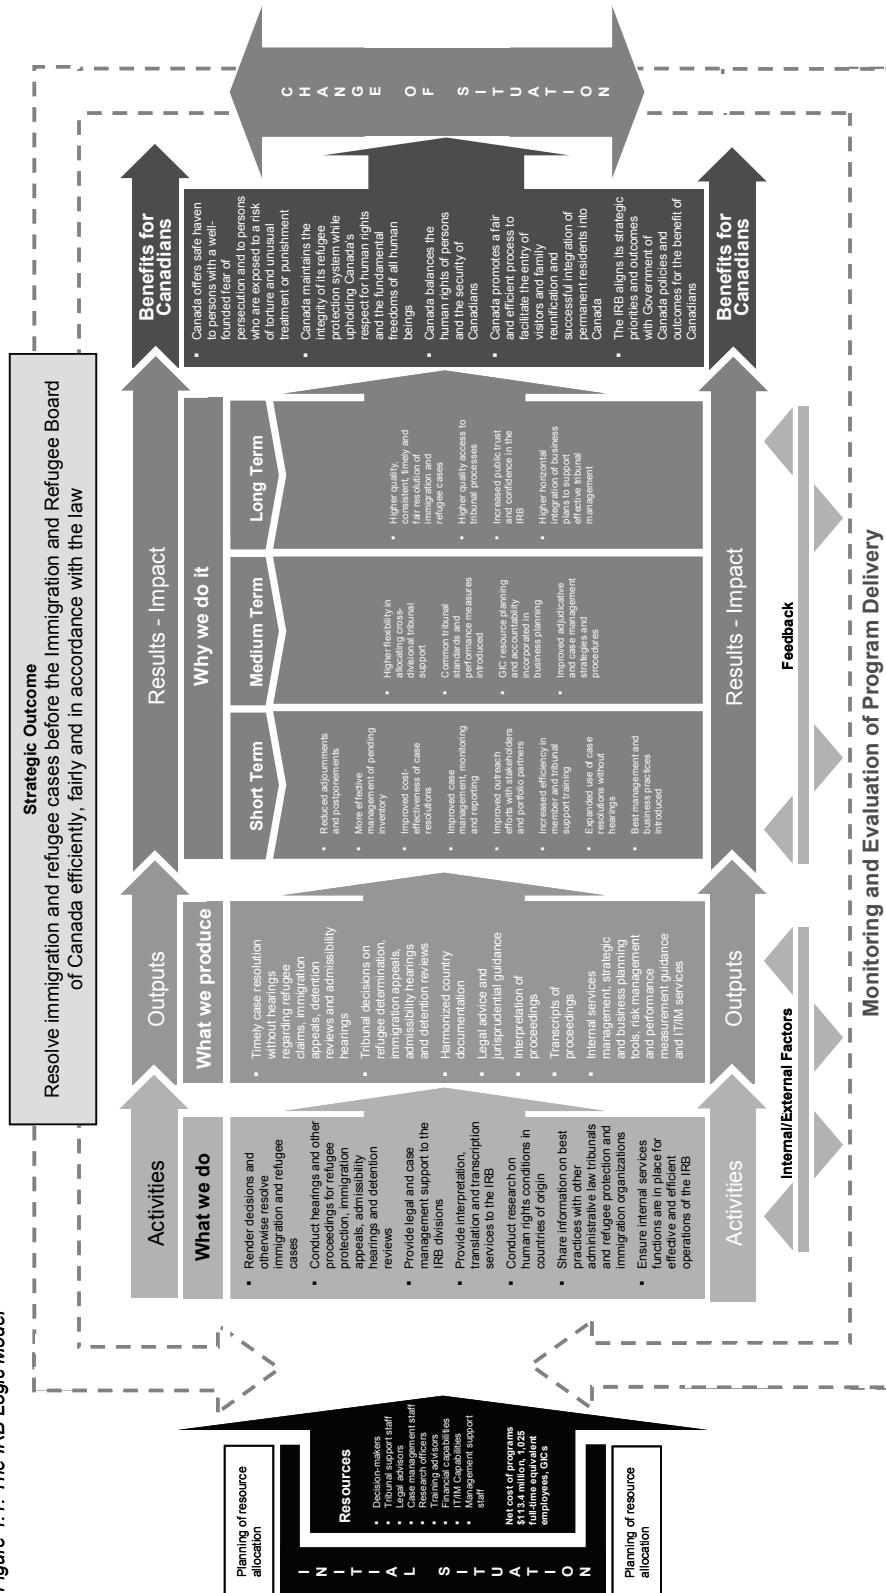 Figure 1.1: The IRB Logic Model
Strategic Outcome
Resolve immigration and refugee cases before the Immigration and Refugee Board
of Canada efficiently, fairly and in accordance with the law
Planning of resource
allocation
INITIAL SITUATION
Resources
▪ Decision-makers
▪ Tribunal support staff
▪ Legal advisors
▪ Case management staff
▪ Research officers
▪ Training advisors
▪ Financial capabilities
▪ IT/IM Capabilities
▪ Management support
staff
Net cost of programs
$113.4 million, 1,025
full-time equivalent
employees, GICs
Planning of resource
allocation
Activities
What we do
▪ Render decisions and
otherwise resolve
immigration and refugee
cases
▪ Conduct hearings and other
proceedings for refugee
protection, immigration
appeals, admissibility
hearings and detention
reviews
▪ Provide legal and case
management support to the
IRB divisions
▪ Provide interpretation,
translation and transcription
services to the IRB
▪ Conduct research on
human rights conditions in
countries of origin
▪ Share information on best
practices with other
administrative law tribunals
and refugee protection and
immigration organizations
▪ Ensure internal services
functions are in place for
effective and efficient
operations of the IRB
Activities
Outputs
What we produce
▪ Timely case resolution
without hearings
regarding refugee
claims, immigration
appeals, detention
reviews and admissibility
hearings
▪ Tribunal decisions on
refugee determination,
immigration appeals,
admissibility hearings
and detention reviews
▪ Harmonized country
documentation
▪ Legal advice and
jurisprudential guidance
▪ Interpretation of
proceedings
▪ Transcripts of
proceedings
▪ Internal services
management, strategic
and business planning
tools, risk management
and performance
measurement guidance
and IT/IM services
Outputs
Results - Impact
Why we do it
Short Term
▪ Reduced adjournments
and postponements
▪ More effective
management of pending
inventory
▪ Improved cost-
effectiveness of case
resolutions
▪ Improved case
management, monitoring
and reporting
▪ Improved outreach
efforts with stakeholders
and portfolio partners
▪ Increased efficiency in
member and tribunal
support training
▪ Expanded use of case
resolutions without
hearings
▪ Best management and
business practices
introduced
Medium Term
▪ Higher flexibility in
allocating cross-
divisional tribunal
support
▪ Common tribunal
standards and
performance measures
introduced
▪ GIC resource planning
and accountability
incorporated in
business planning
▪ Improved adjudicative
and case management
strategies and
procedures
Long Term
▪ Higher quality,
consistent, timely and
fair resolution of
immigration and
refugee cases
▪ Higher quality access to
tribunal processes
▪ Increased public trust
and confidence in the
IRB
▪ Higher horizontal
integration of business
plans to support
effective tribunal
management
Results - Impact
Benefits for
Canadians
▪ Canada offers safe haven
to persons with a well-
founded fear of
persecution and to persons
who are exposed to a risk
of torture and unusual
treatment or punishment
▪ Canada maintains the
integrity of its refugee
protection system while
upholding Canada's
respect for human rights
and the fundamental
freedoms of all human
beings
▪ Canada balances the
human rights of persons
and the security of
Canadians
▪ Canada promotes a fair
and efficient process to
facilitate the entry of
visitors and family
reunification and
successful integration of
permanent residents into
Canada
▪ The IRB aligns its strategic
priorities and outcomes
with Government of
Canada policies and
outcomes for the benefit of
Canadians
Benefits for
Canadians
CHANGE OF SITUATION
Internal/External Factors
Feedback
Monitoring and Evaluation of Program Delivery